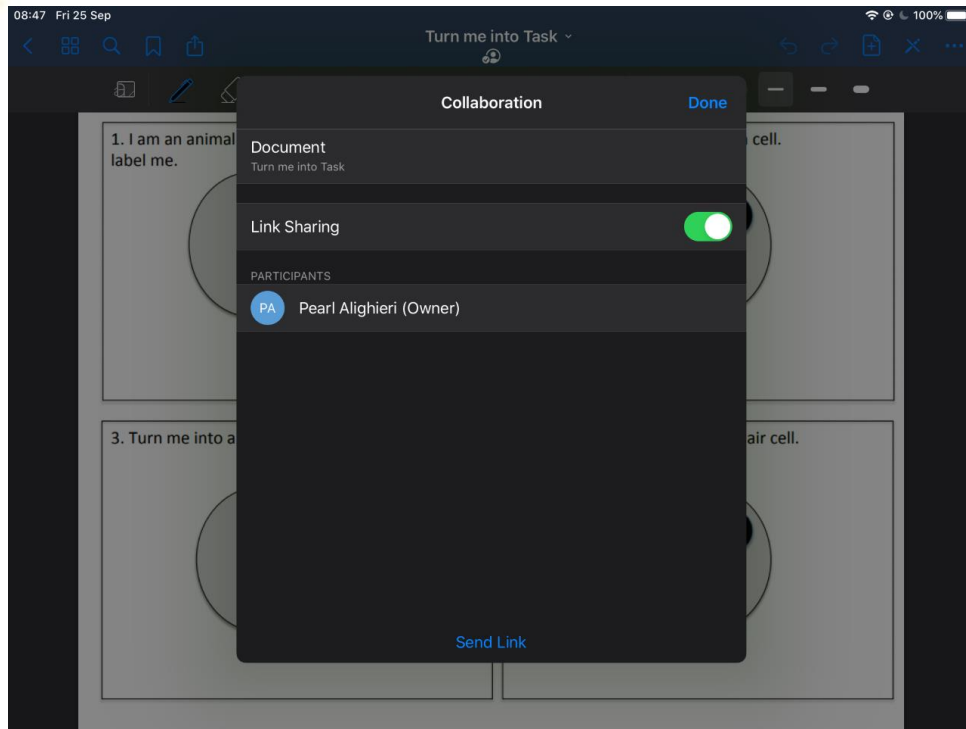 08:47 Fri 25 Sep 100%
Turn me into Task
Collaboration Done
1. I am an animal cell.
label me.
Document
Turn me into Task
Link Sharing
PARTICIPANTS
PA Pearl Alighieri (Owner)
3. Turn me into a air cell.
Send Link